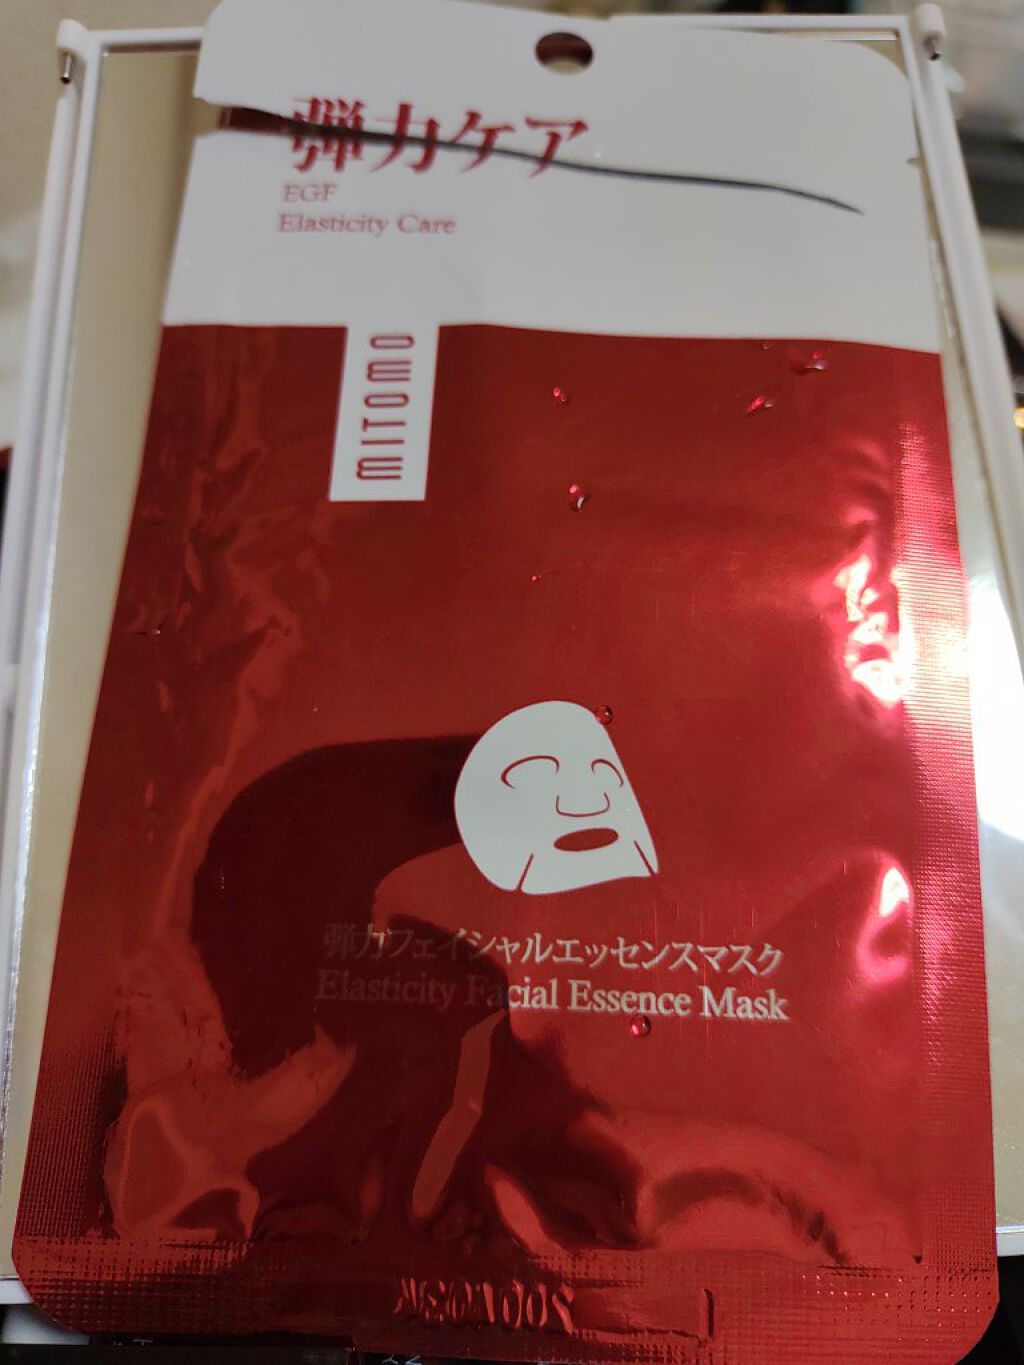 弾力ケア
EGF
Elasticity Care
MITOMO
弾力フェイシャルエッセンスマスク
Elasticity Facial Essence Mask